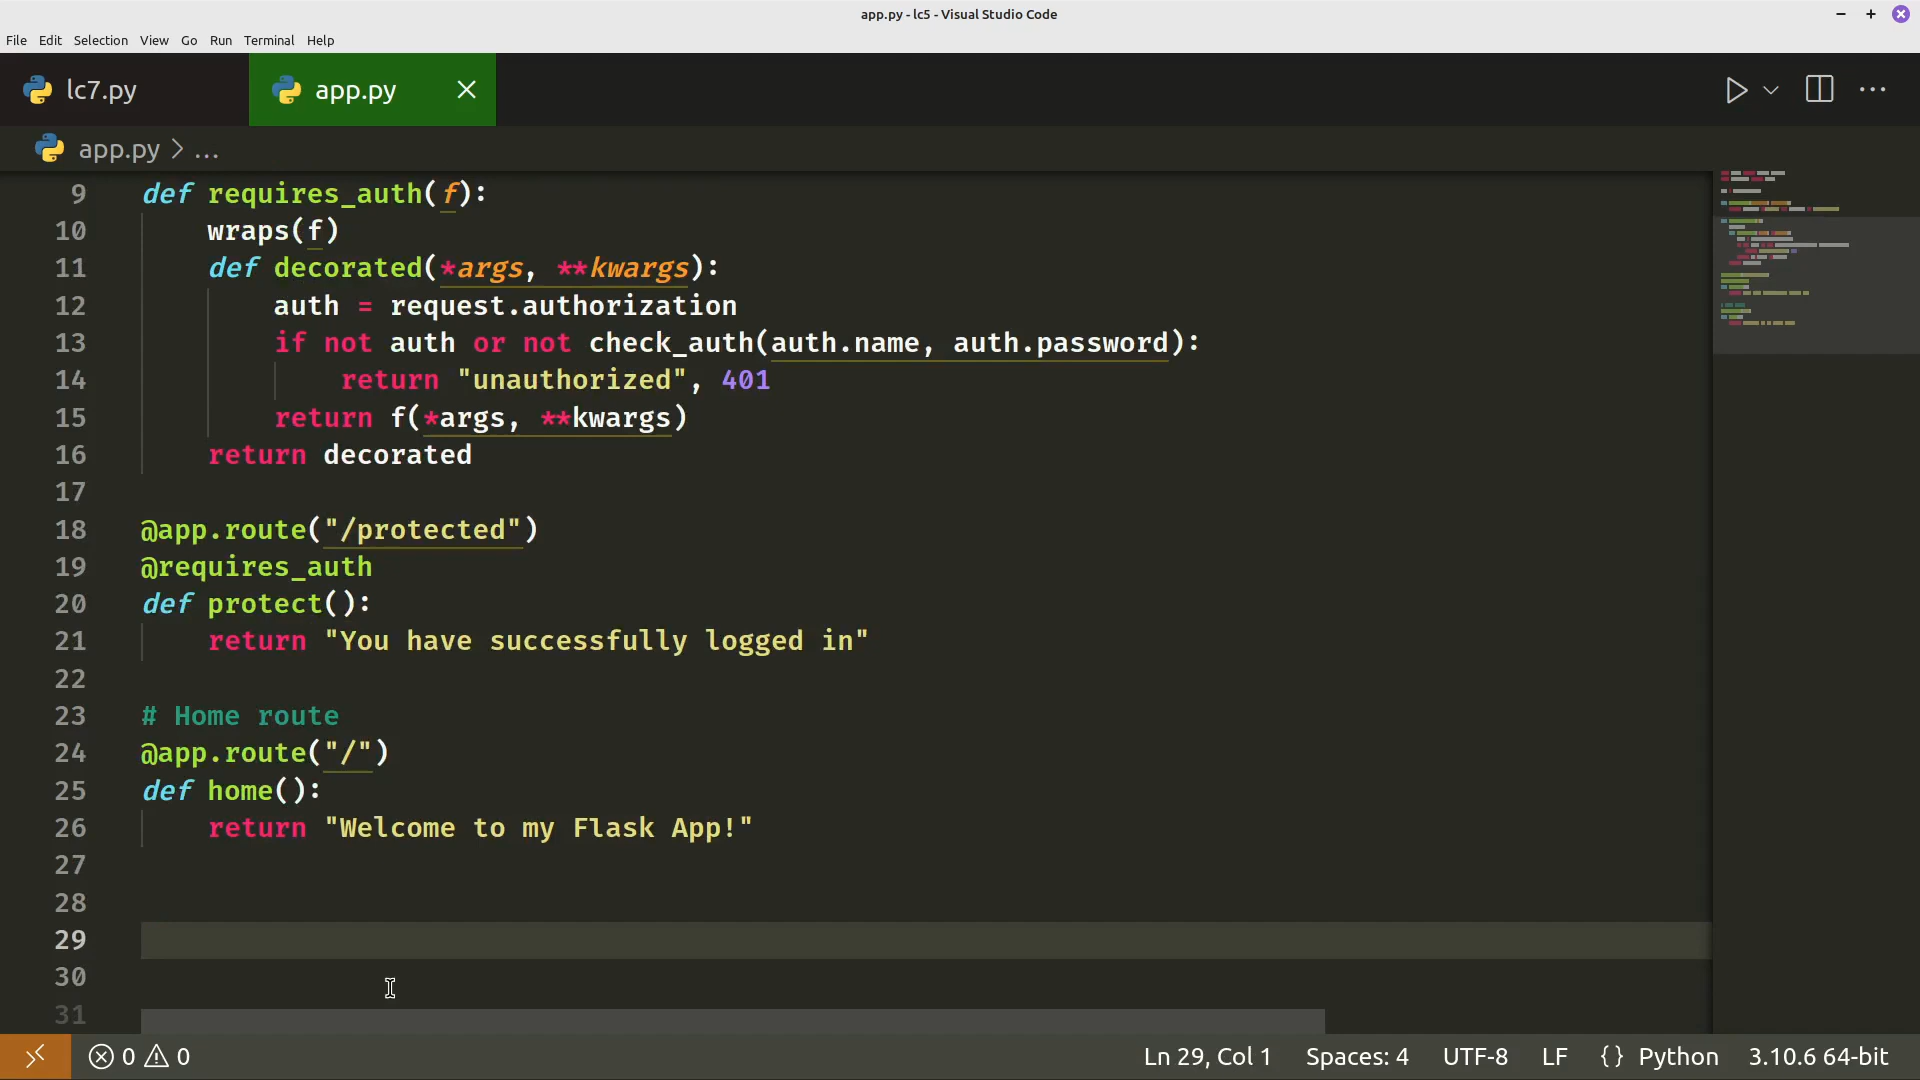 app.py - lc5 - Visual Studio Code
File Edit Selection View Go Run Terminal Help
lc7.py app.py
app.py > ...
9 def requires_auth(f):
10 wraps(f)
11 def decorated(*args, **kwargs):
12 auth = request.authorization
13 if not auth or not check_auth(auth.name, auth.password):
14 return "unauthorized", 401
15 return f(*args, **kwargs)
16 return decorated
17
18 @app.route("/protected")
19 @requires_auth
20 def protect():
21 return "You have successfully logged in"
22
23 # Home route
24 @app.route("/")
25 def home():
26 return "Welcome to my Flask App!"
27
28
29
30
31
0 0 Ln 29, Col 1 Spaces: 4 UTF-8 LF {} Python 3.10.6 64-bit